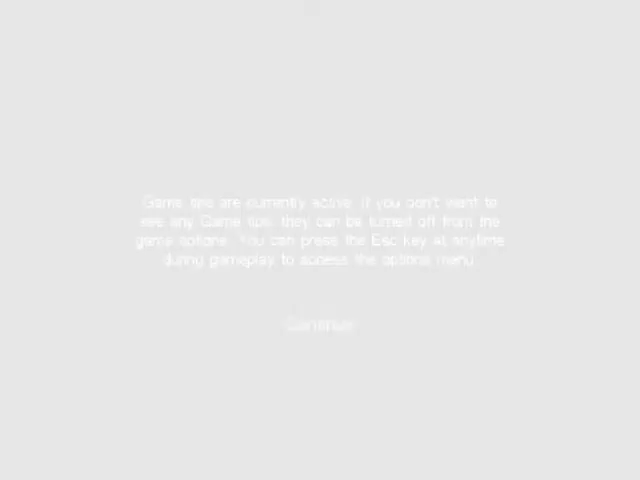 Game tips are currently active. If you don't want to
see any Game tips, they can be turned off from the
game options. You can press the Esc key at anytime
during gameplay to access the options menu.
Continue